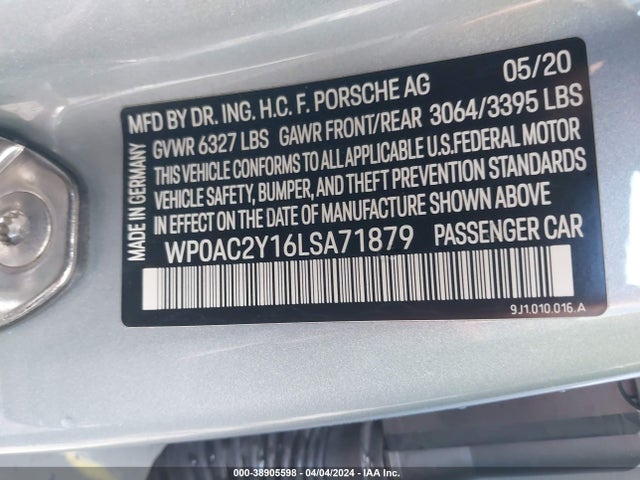 MFD BY DR. ING. H.C. F. PORSCHE AG 05/20
GVWR 6327 LBS GAWR FRONT/REAR 3064/3395 LBS
THIS VEHICLE CONFORMS TO ALL APPLICABLE U.S.FEDERAL MOTOR
VEHICLE SAFETY, BUMPER, AND THEFT PREVENTION STANDARDS
IN EFFECT ON THE DATE OF MANUFACTURE SHOWN ABOVE
WP0AC2Y16LSA71879 PASSENGER CAR
MADE IN GERMANY
9J1.010.016.A
000-38905598 - 04/04/2024 - IAA Inc.